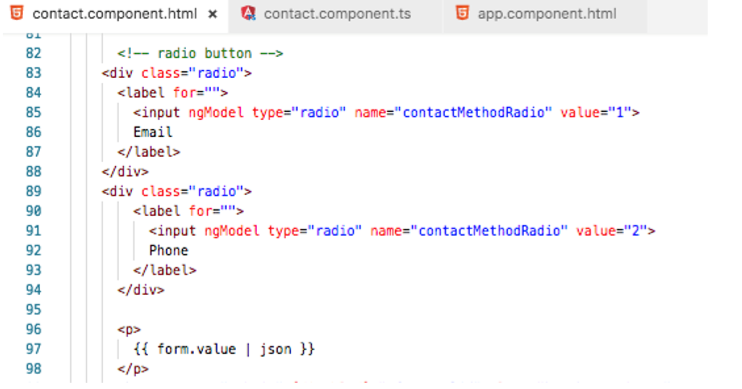 contact.component.html × contact.component.ts app.component.html
81
82 <!-- radio button -->
83 <div class="radio">
84 <label for="">
85 <input ngModel type="radio" name="contactMethodRadio" value="1">
86 Email
87 </label>
88 </div>
89 <div class="radio">
90 <label for="">
91 <input ngModel type="radio" name="contactMethodRadio" value="2">
92 Phone
93 </label>
94 </div>
95
96 <p>
97 {{ form.value | json }}
98 </p>